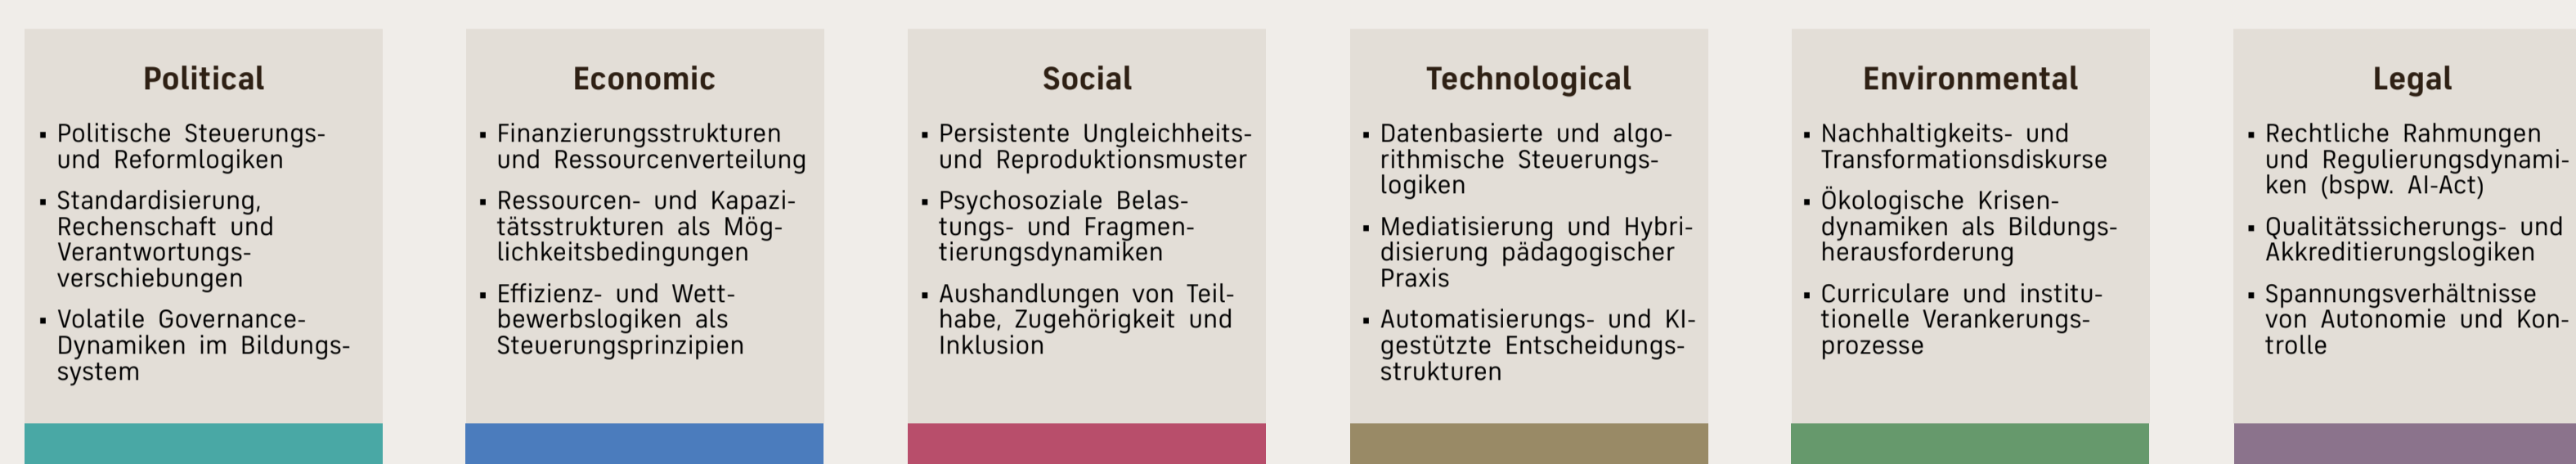 Political
▪ Politische Steuerungs-
und Reformlogiken
▪ Standardisierung,
Rechenschaft und
Verantwortungs-
verschiebungen
▪ Volatile Governance-
Dynamiken im Bildungs-
system
Economic
▪ Finanzierungsstrukturen
und Ressourcenverteilung
▪ Ressourcen- und Kapazi-
tätsstrukturen als Mög-
lichkeitsbedingungen
▪ Effizienz- und Wett-
bewerbslogiken als
Steuerungsprinzipien
Social
▪ Persistente Ungleichheits-
und Reproduktionsmuster
▪ Psychosoziale Belas-
tungs- und Fragmen-
tierungsdynamiken
▪ Aushandlungen von Teil-
habe, Zugehörigkeit und
Inklusion
Technological
▪ Datenbasierte und algo-
rithmische Steuerungs-
logiken
▪ Mediatisierung und Hybri-
disierung pädagogischer
Praxis
▪ Automatisierungs- und KI-
gestützte Entscheidungs-
strukturen
Environmental
▪ Nachhaltigkeits- und
Transformationsdiskurse
▪ Ökologische Krisen-
dynamiken als Bildungs-
herausforderung
▪ Curriculare und institu-
tionelle Verankerungs-
prozesse
Legal
▪ Rechtliche Rahmungen
und Regulierungsdynami-
ken (bspw. AI-Act)
▪ Qualitätssicherungs- und
Akkreditierungslogiken
▪ Spannungsverhältnisse
von Autonomie und Kon-
trolle